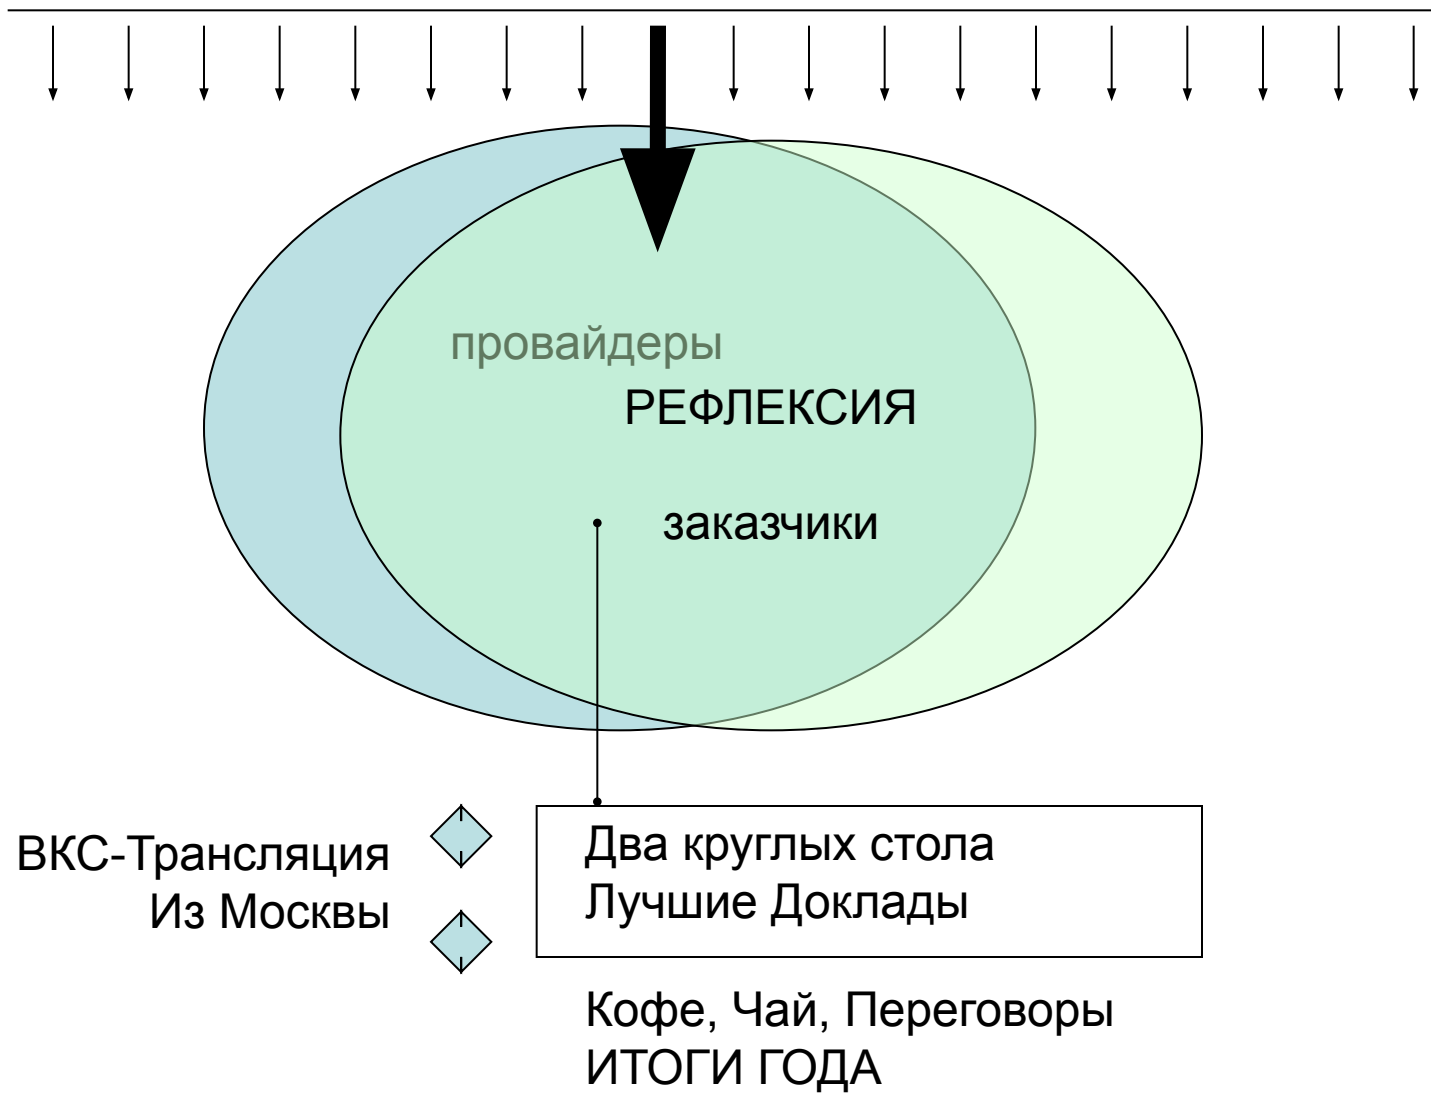 провайдеры
РЕФЛЕКСИЯ
заказчики
ВКС-Трансляция
Из Москвы
Два круглых стола
Лучшие Доклады
Кофе, Чай, Переговоры
ИТОГИ ГОДА